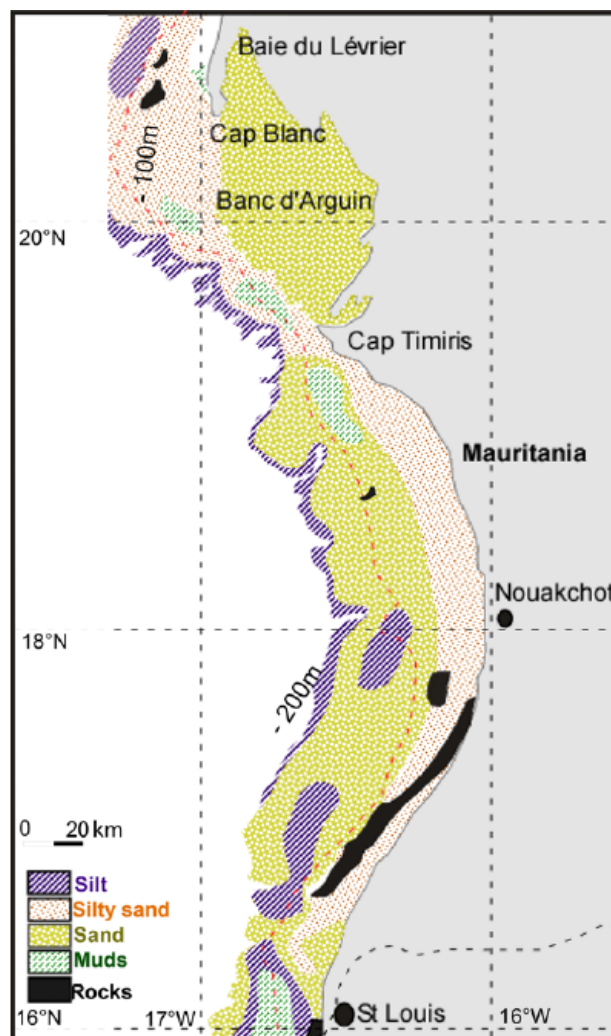 Baie du Lévrier
Cap Blanc
- 100m
Banc d'Arguin
20°N
Cap Timiris
Mauritania
Nouakchot
18°N
- 200m
0 20 km
Silt
Silty sand
Sand
Muds
Rocks
St Louis
16°N 17°W 16°W